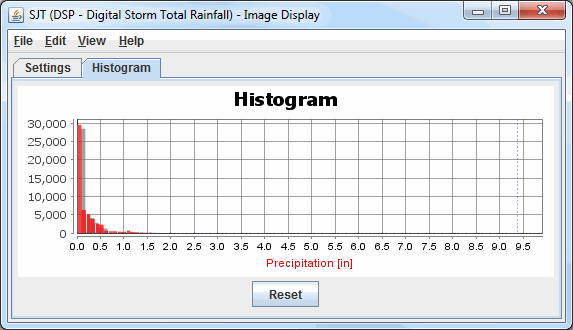 SJT (DSP - Digital Storm Total Rainfall) - Image Display
File Edit View Help
Settings Histogram
Histogram
30,000
25,000
20,000
15,000
10,000
5,000
0
0.0 0.5 1.0 1.5 2.0 2.5 3.0 3.5 4.0 4.5 5.0 5.5 6.0 6.5 7.0 7.5 8.0 8.5 9.0 9.5
Precipitation [in]
Reset